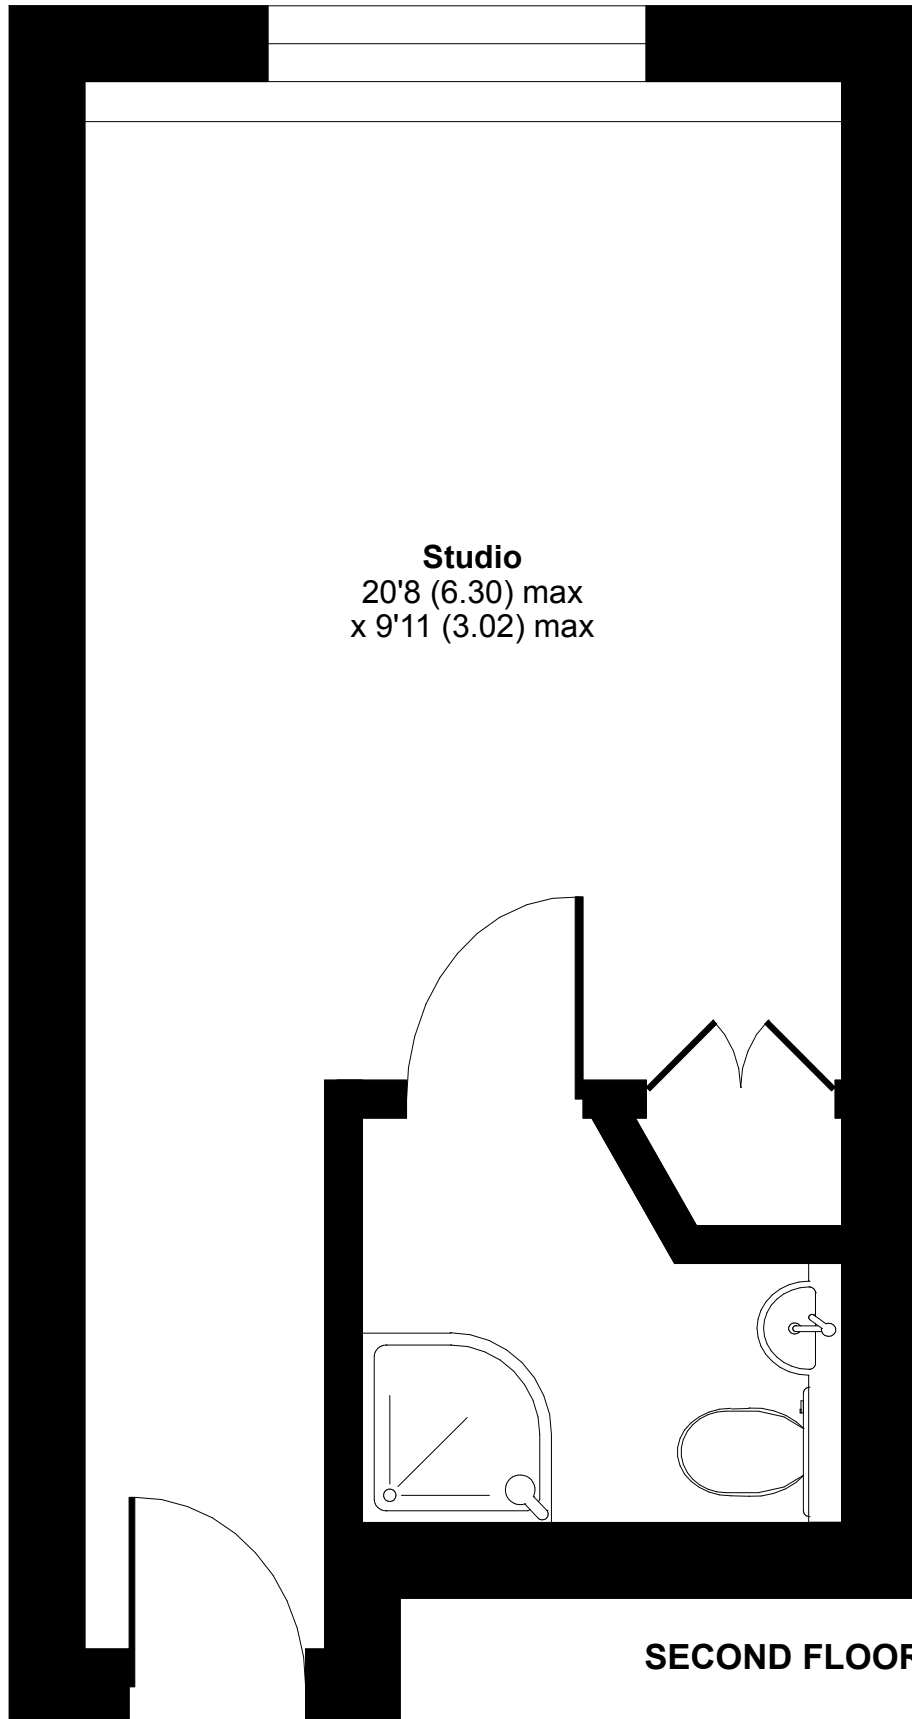 Studio
20'8 (6.30) max
x 9'11 (3.02) max
SECOND FLOOR